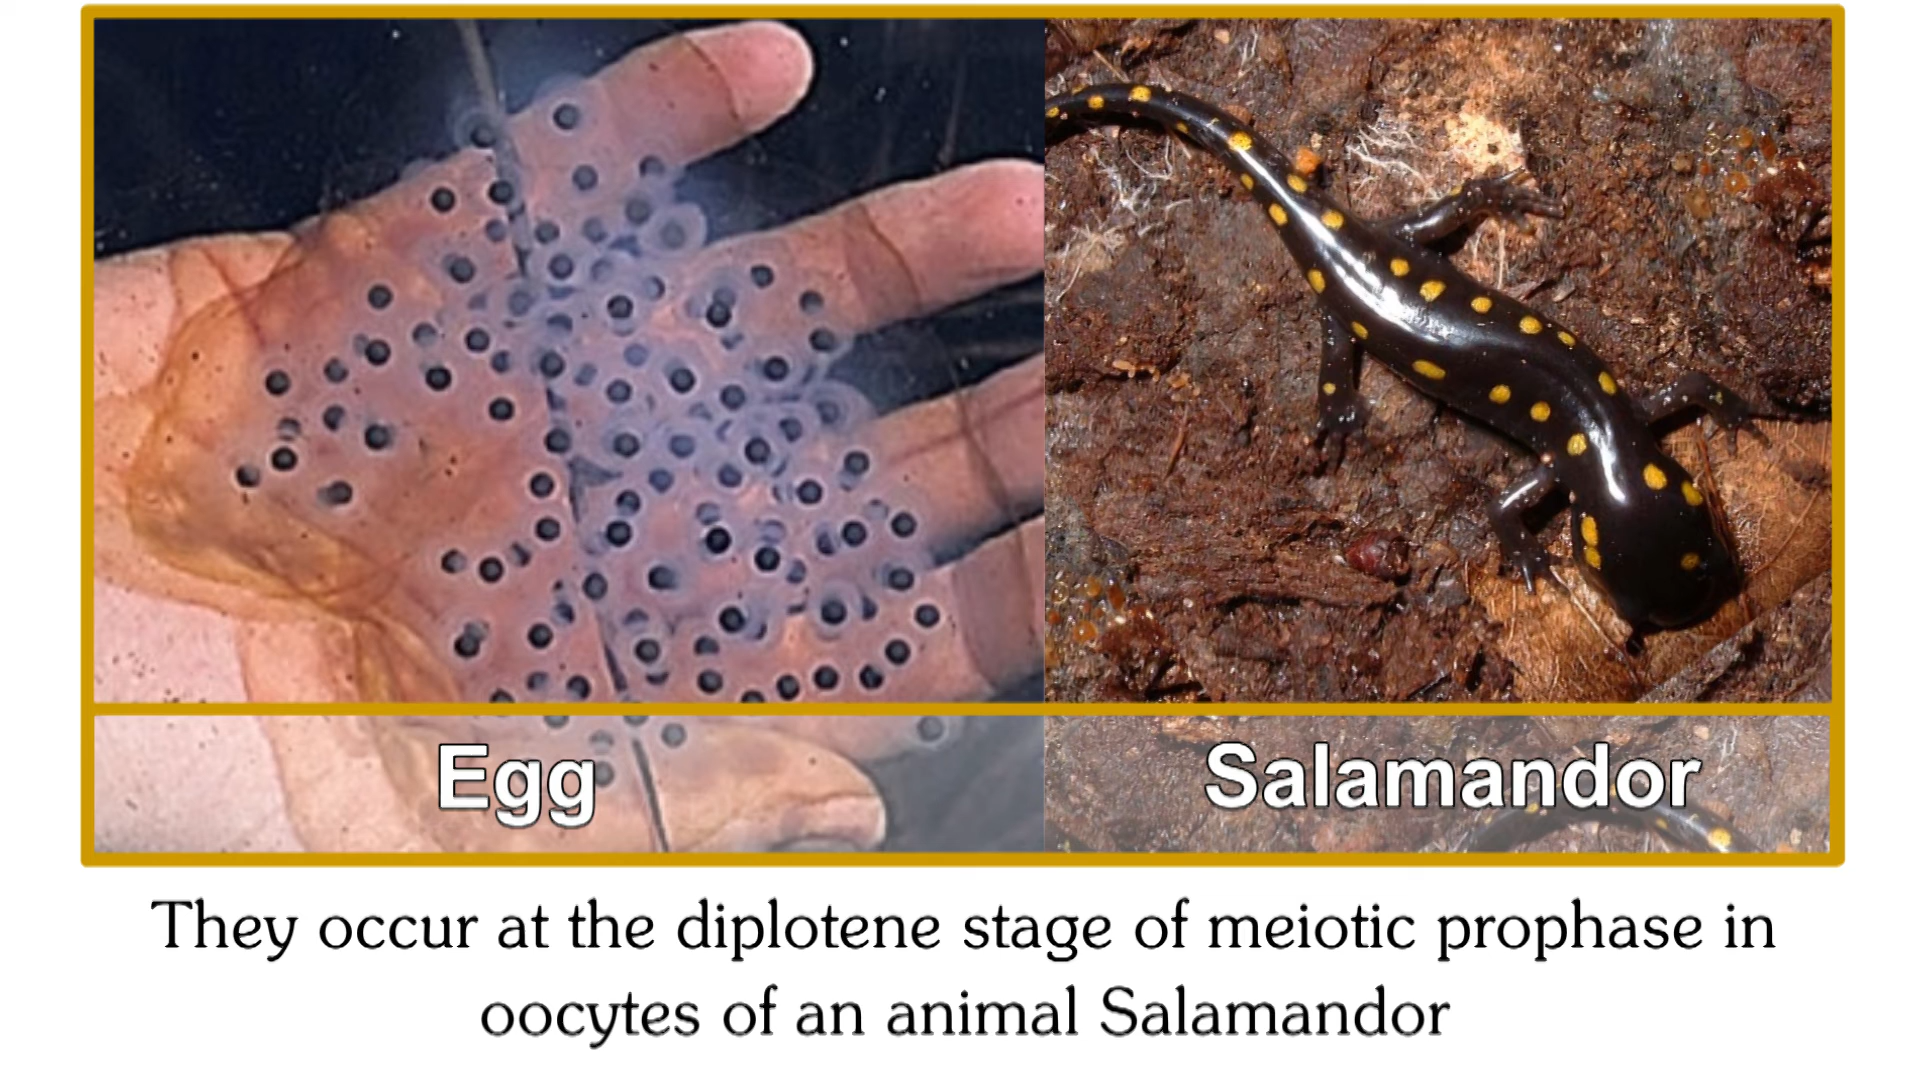 Egg
Salamandor
They occur at the diplotene stage of meiotic prophase in
oocytes of an animal Salamandor